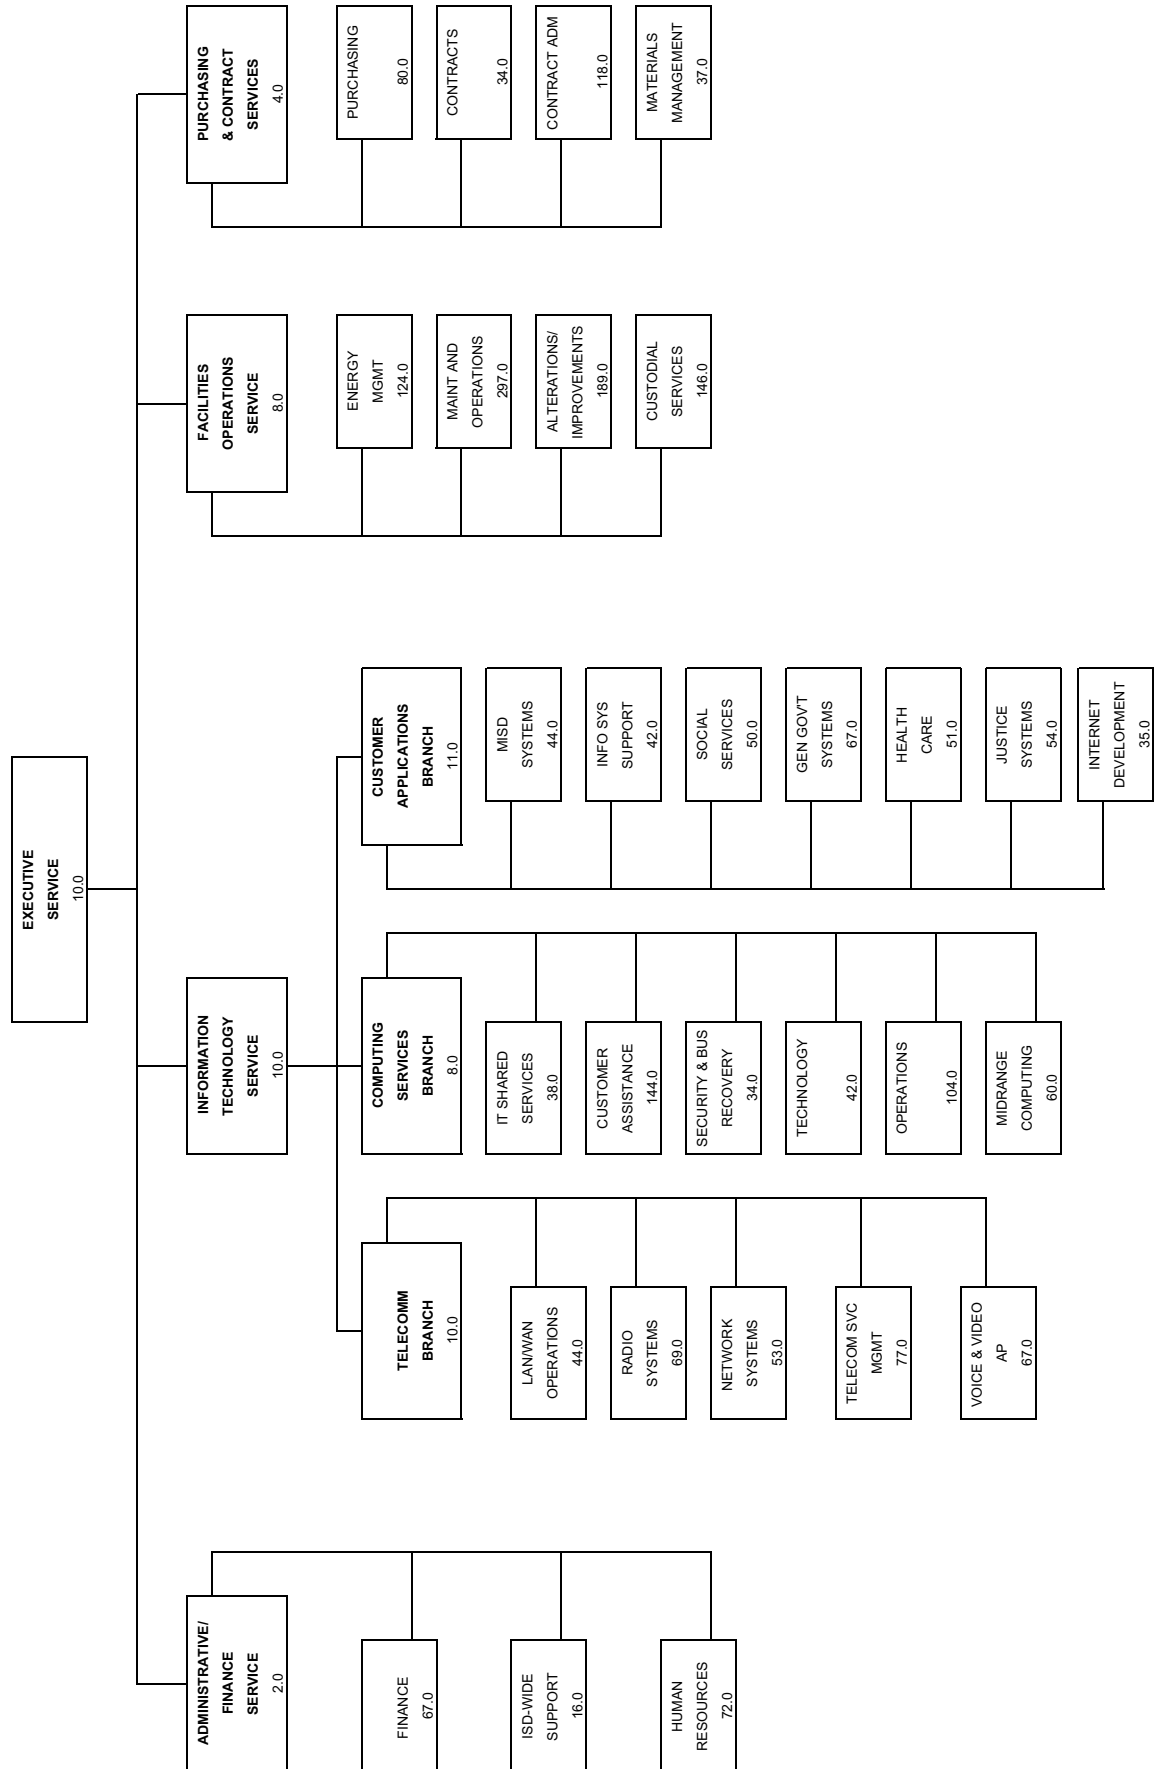 EXECUTIVE
SERVICE
10.0
ADMINISTRATIVE/
FINANCE
SERVICE
2.0
FINANCE
67.0
ISD-WIDE
SUPPORT
16.0
HUMAN
RESOURCES
72.0
INFORMATION
TECHNOLOGY
SERVICE
10.0
TELECOMM
BRANCH
10.0
LAN/WAN
OPERATIONS
44.0
RADIO
SYSTEMS
69.0
NETWORK
SYSTEMS
53.0
TELECOM SVC
MGMT
77.0
VOICE & VIDEO
AP
67.0
COMPUTING
SERVICES
BRANCH
8.0
IT SHARED
SERVICES
38.0
CUSTOMER
ASSISTANCE
144.0
SECURITY & BUS
RECOVERY
34.0
TECHNOLOGY
42.0
OPERATIONS
104.0
MIDRANGE
COMPUTING
60.0
CUSTOMER
APPLICATIONS
BRANCH
11.0
MISD
SYSTEMS
44.0
INFO SYS
SUPPORT
42.0
SOCIAL
SERVICES
50.0
GEN GOV'T
SYSTEMS
67.0
HEALTH
CARE
51.0
JUSTICE
SYSTEMS
54.0
INTERNET
DEVELOPMENT
35.0
FACILITIES
OPERATIONS
SERVICE
8.0
ENERGY
MGMT
124.0
MAINT AND
OPERATIONS
297.0
ALTERATIONS/
IMPROVEMENTS
189.0
CUSTODIAL
SERVICES
146.0
PURCHASING
& CONTRACT
SERVICES
4.0
PURCHASING
80.0
CONTRACTS
34.0
CONTRACT ADM
118.0
MATERIALS
MANAGEMENT
37.0